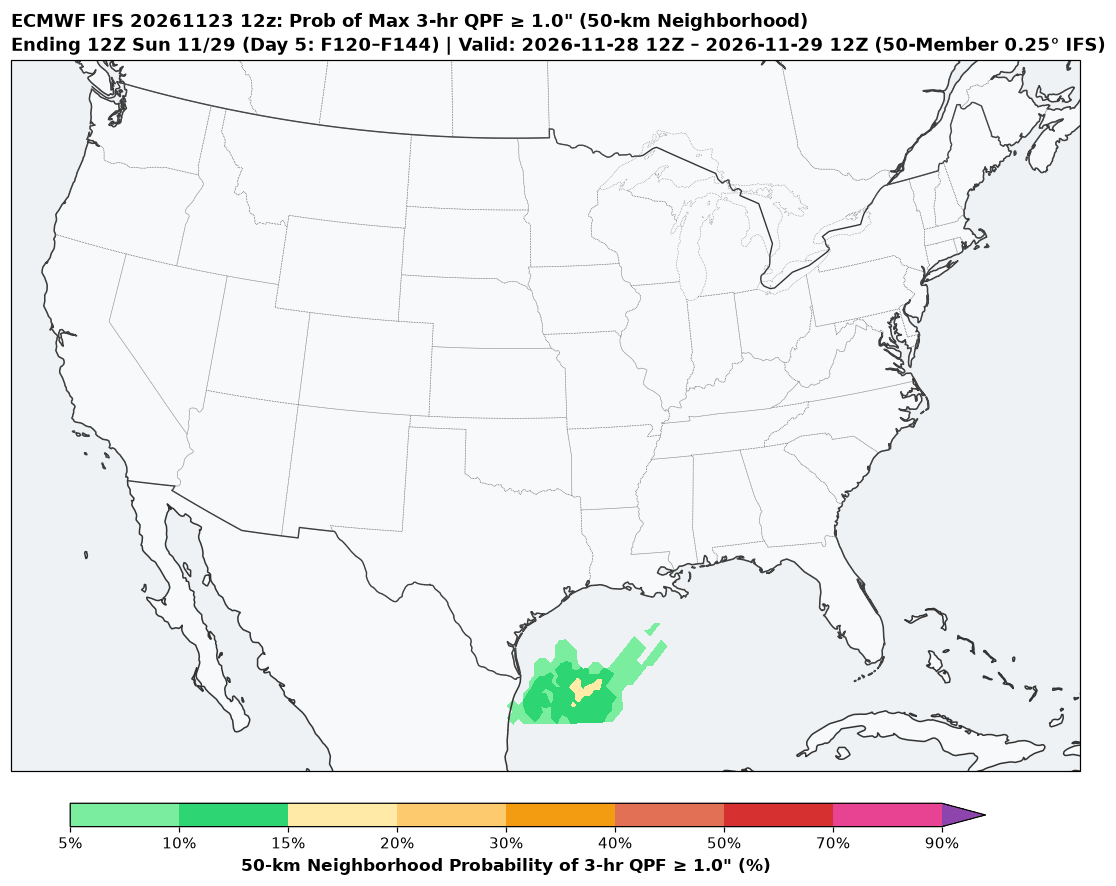 ECMWF IFS 20261123 12z: Prob of Max 3-hr QPF ≥ 1.0" (50-km Neighborhood)
Ending 12Z Sun 11/29 (Day 5: F120–F144) | Valid: 2026-11-28 12Z – 2026-11-29 12Z (50-Member 0.25° IFS)
5% 10% 15% 20% 30% 40% 50% 70% 90%
50-km Neighborhood Probability of 3-hr QPF ≥ 1.0" (%)